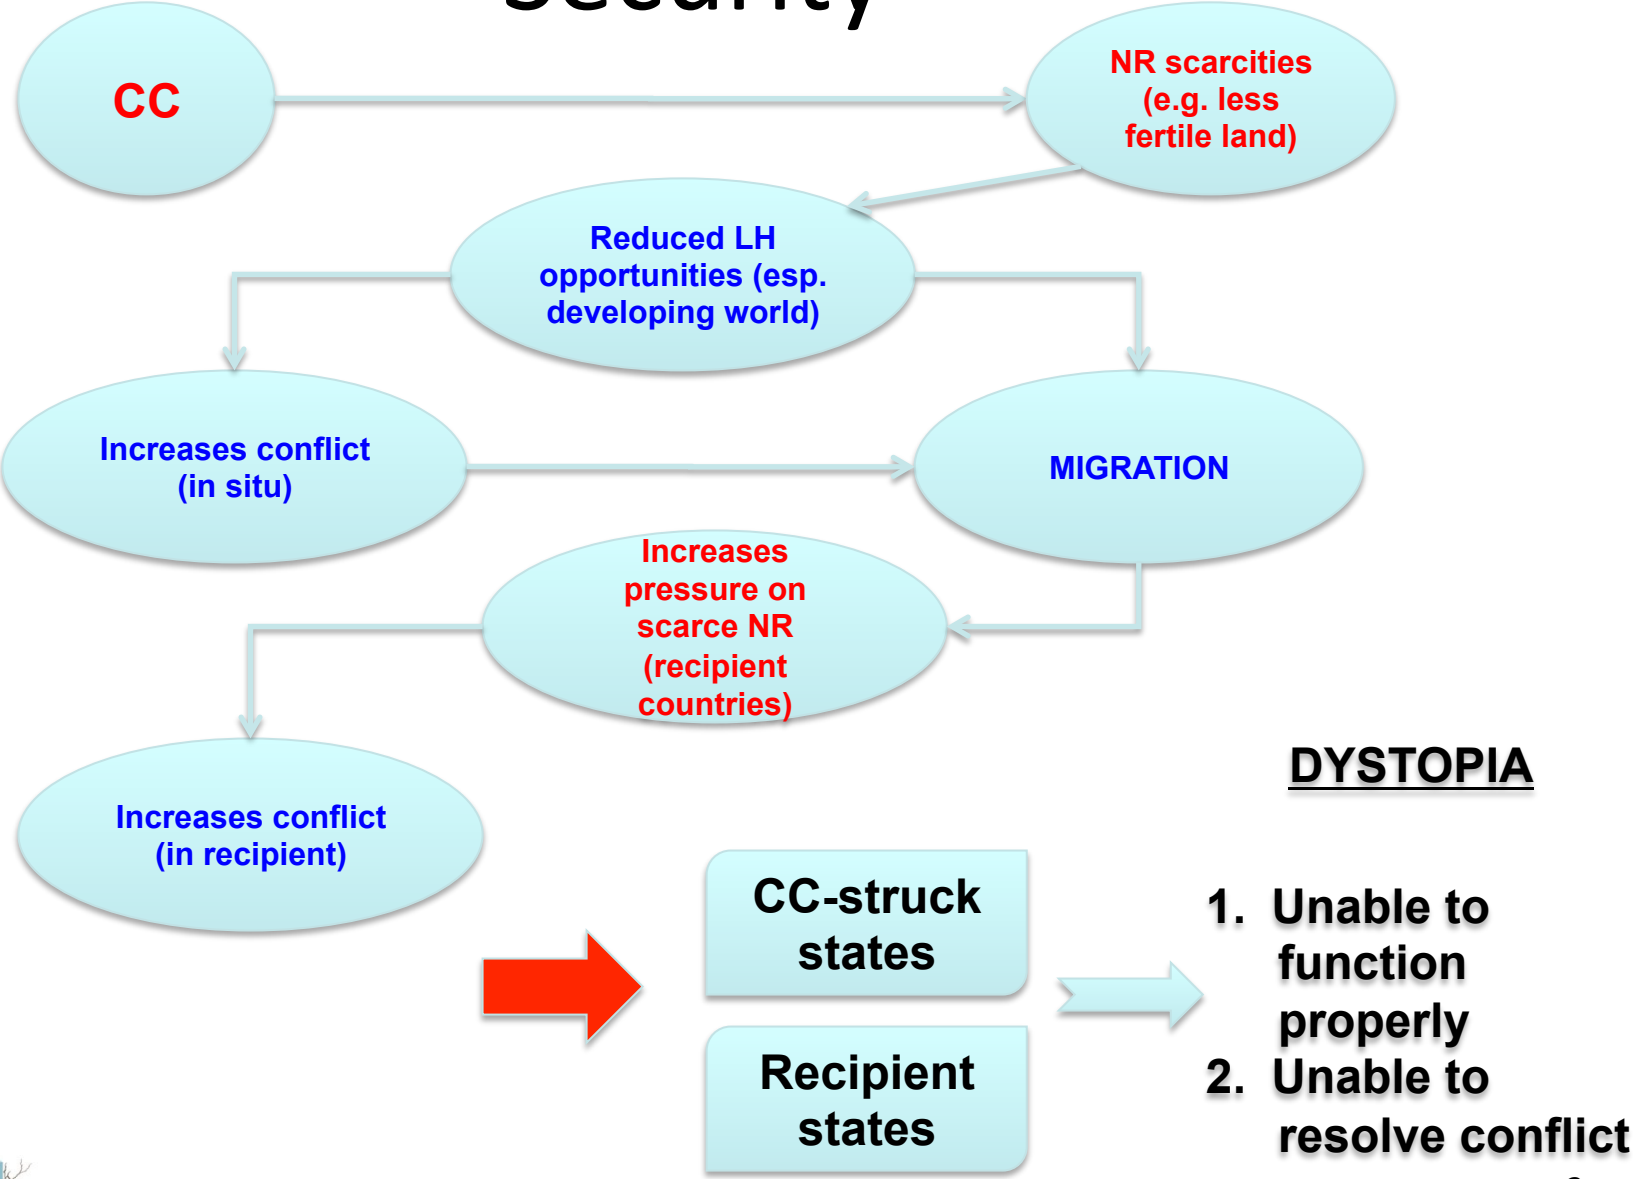 Security
CC
NR scarcities
(e.g. less
fertile land)
Reduced LH
opportunities (esp.
developing world)
Increases conflict
(in situ)
MIGRATION
Increases
pressure on
scarce NR
(recipient
countries)
Increases conflict
(in recipient)
DYSTOPIA
CC-struck
states
Recipient
states
1. Unable to
function
properly
2. Unable to
resolve conflict